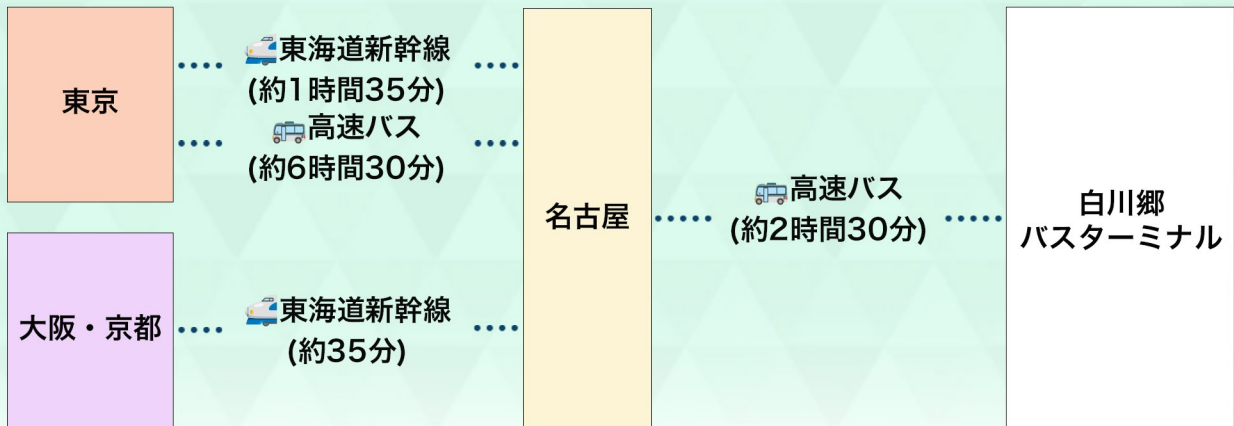 東京
東海道新幹線
(約1時間35分)
高速バス
(約6時間30分)
大阪・京都
東海道新幹線
(約35分)
名古屋
高速バス
(約2時間30分)
白川郷
バスターミナル